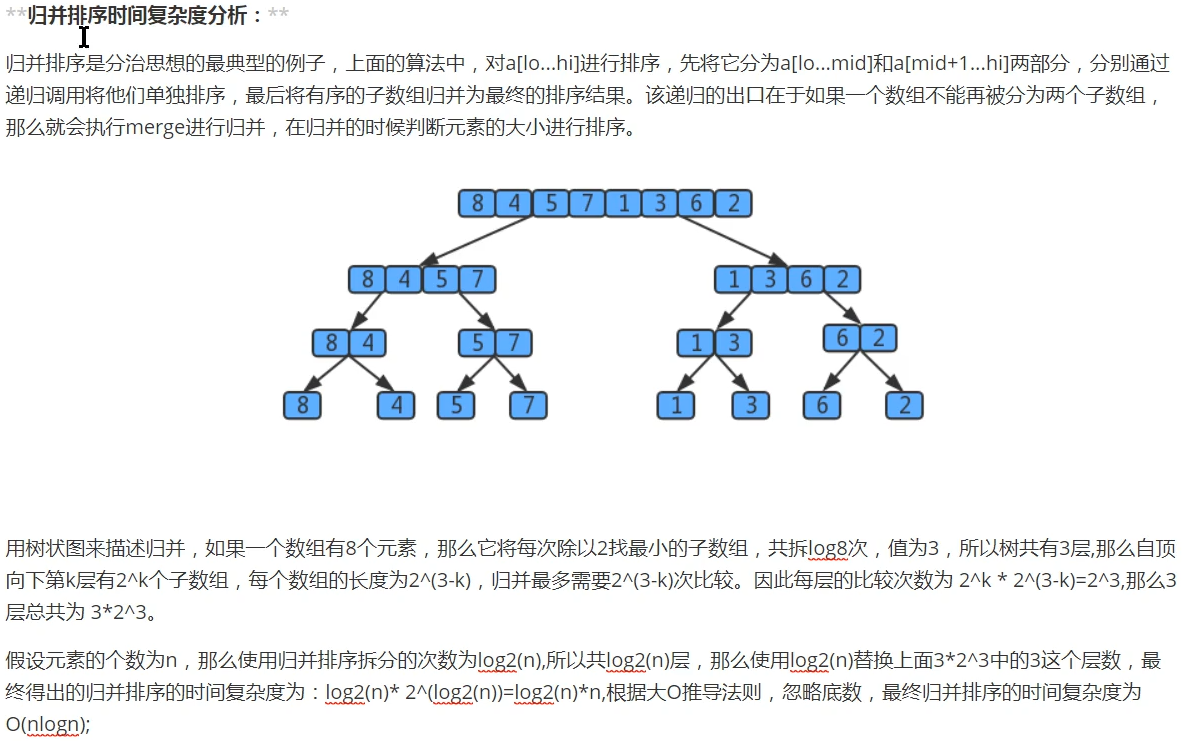 **归并排序时间复杂度分析：**
归并排序是分治思想的最典型的例子，上面的算法中，对a[lo...hi]进行排序，先将它分为a[lo...mid]和a[mid+1...hi]两部分，分别通过
递归调用将他们单独排序，最后将有序的子数组归并为最终的排序结果。该递归的出口在于如果一个数组不能再被分为两个子数组，
那么就会执行merge进行归并，在归并的时候判断元素的大小进行排序。
8 4 5 7 1 3 6 2
8 4 5 7 1 3 6 2
8 4 5 7 1 3 6 2
8 4 5 7 1 3 6 2
用树状图来描述归并，如果一个数组有8个元素，那么它将每次除以2找最小的子数组，共拆log8次，值为3，所以树共有3层,那么自顶
向下第k层有2^k个子数组，每个数组的长度为2^(3-k)，归并最多需要2^(3-k)次比较。因此每层的比较次数为 2^k * 2^(3-k)=2^3,那么3
层总共为 3*2^3。
假设元素的个数为n，那么使用归并排序拆分的次数为log2(n),所以共log2(n)层，那么使用log2(n)替换上面3*2^3中的3这个层数，最
终得出的归并排序的时间复杂度为：log2(n)* 2^(log2(n))=log2(n)*n,根据大O推导法则，忽略底数，最终归并排序的时间复杂度为
O(nlogn);